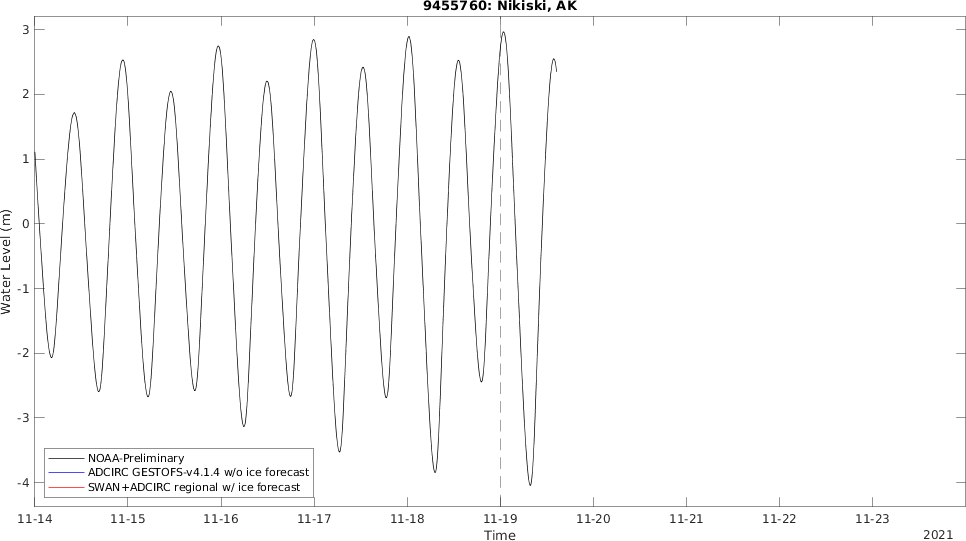 9455760: Nikiski, AK
Water Level (m)
3
2
1
0
-1
-2
-3
-4
NOAA-Preliminary
ADCIRC GESTOFS-v4.1.4 w/o ice forecast
SWAN+ADCIRC regional w/ ice forecast
11-14 11-15 11-16 11-17 11-18 11-19 11-20 11-21 11-22 11-23
Time
2021